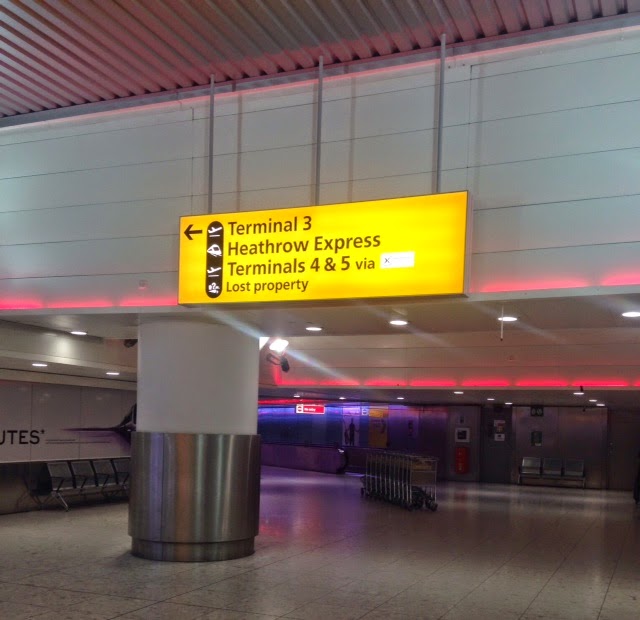 Terminal 3
Heathrow Express
Terminals 4 & 5 via
Lost property
UTES*